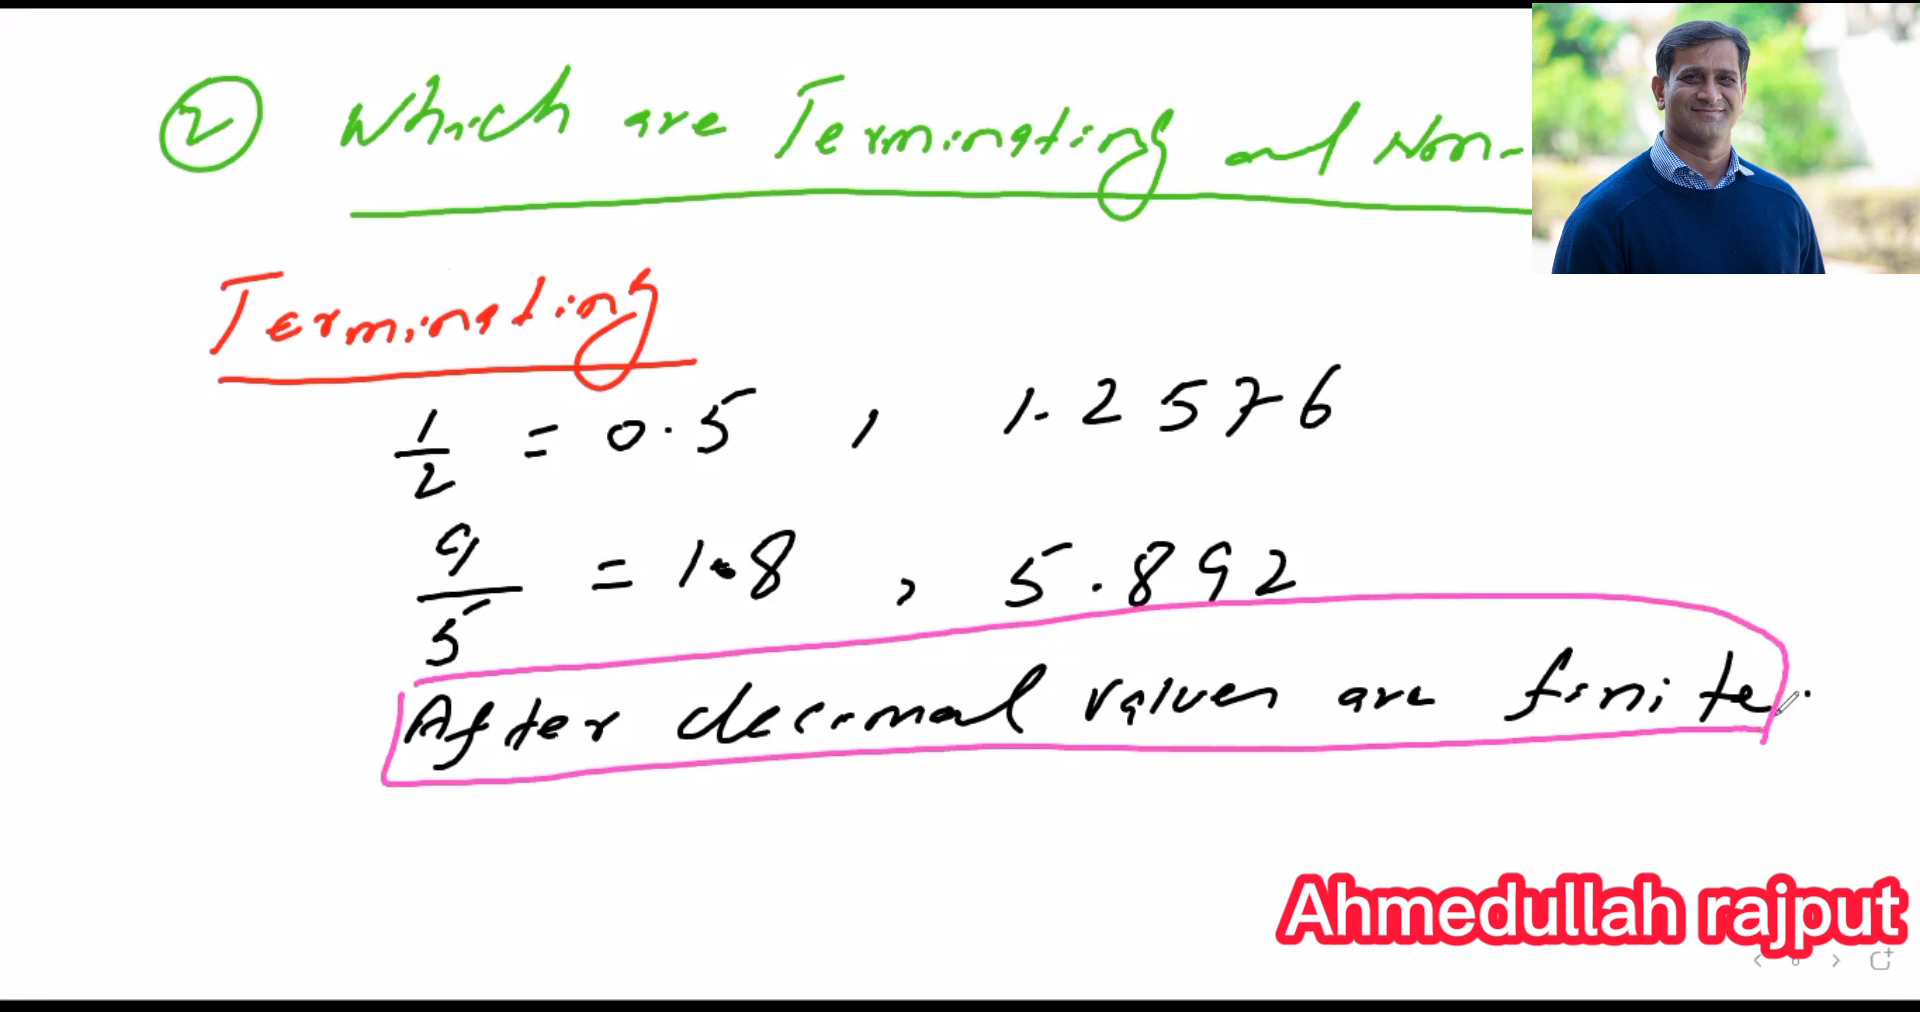 2 Which are Terminating and Non-
Terminating
1/2 = 0.5 , 1.2576
9/5 = 1.8 , 5.892
After decimal values are finite.
Ahmedullah rajput